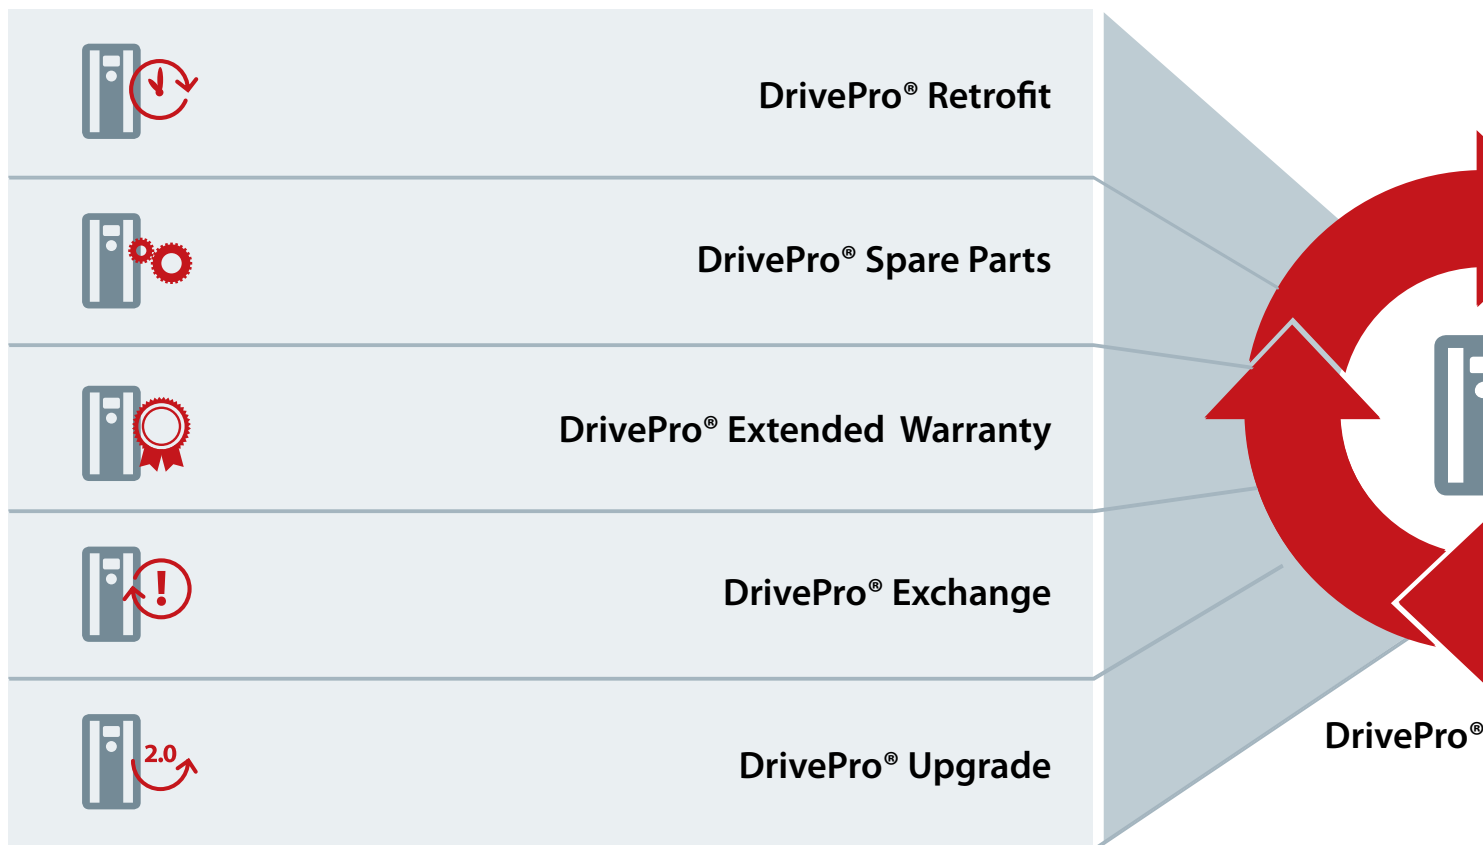 DrivePro® Retrofit
DrivePro® Spare Parts
DrivePro® Extended Warranty
DrivePro® Exchange
2.0
DrivePro® Upgrade
DrivePro®